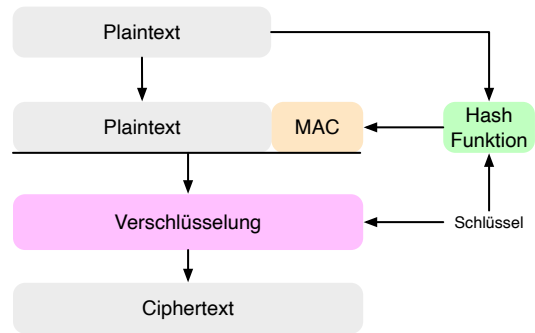 Plaintext
Plaintext
MAC
Hash
Funktion
Verschlüsselung
Schlüssel
Ciphertext